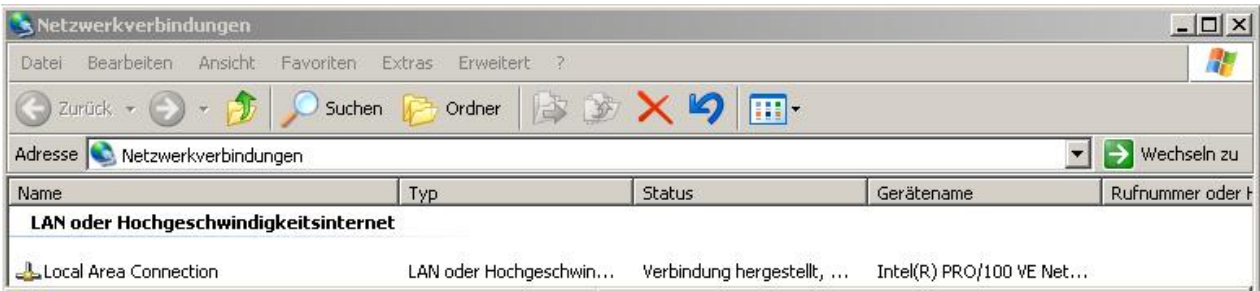 Netzwerkverbindungen
Datei Bearbeiten Ansicht Favoriten Extras Erweitert ?
Zurück Suchen Ordner
Adresse Netzwerkverbindungen Wechseln zu
Name Typ Status Gerätename Rufnummer oder H
LAN oder Hochgeschwindigkeitsinternet
Local Area Connection LAN oder Hochgeschwin... Verbindung hergestellt, ... Intel(R) PRO/100 VE Net...